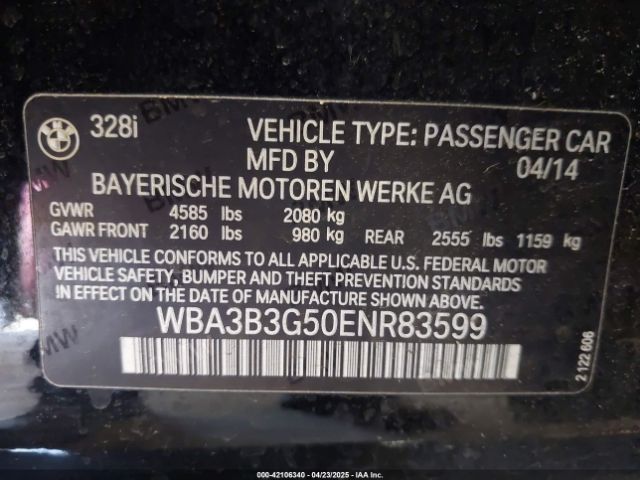 BMW 328i VEHICLE TYPE: PASSENGER CAR
MFD BY 04/14
BAYERISCHE MOTOREN WERKE AG
GVWR 4585 lbs 2080 kg
GAWR FRONT 2160 lbs 980 kg REAR 2555 lbs 1159 kg
THIS VEHICLE CONFORMS TO ALL APPLICABLE U.S. FEDERAL MOTOR
VEHICLE SAFETY, BUMPER AND THEFT PREVENTION STANDARDS
IN EFFECT ON THE DATE OF MANUFACTURE SHOWN ABOVE.
WBA3B3G50ENR83599
2 122 608
000-42106340 - 04/23/2025 - IAA Inc.